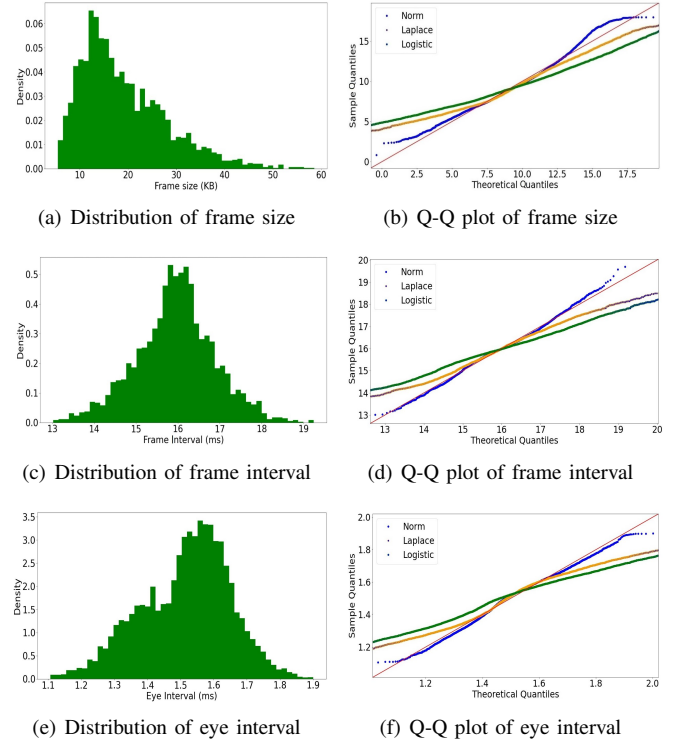 0.06
0.05
0.04
0.03
0.02
0.01
0.00
Density
10 20 30 40 50 60
Frame size (KB)
Norm
Laplace
Logistic
15
10
5
0
Sample Quantiles
0.0 2.5 5.0 7.5 10.0 12.5 15.0 17.5
Theoretical Quantiles
(a) Distribution of frame size
(b) Q-Q plot of frame size
0.5
0.4
0.3
0.2
0.1
0.0
Density
13 14 15 16 17 18 19
Frame Interval (ms)
Norm
Laplace
Logistic
20
19
18
17
16
15
14
13
Sample Quantiles
14 15 16 17 18 19 20
Theoretical Quantiles
(c) Distribution of frame interval
(d) Q-Q plot of frame interval
3.5
3.0
2.5
2.0
1.5
1.0
0.5
0.0
Density
1.1 1.2 1.3 1.4 1.5 1.6 1.7 1.8 1.9
Eye Interval (ms)
Norm
Laplace
Logistic
2.0
1.8
1.6
1.4
1.2
Sample Quantiles
1.2 1.4 1.6 1.8 2.0
Theoretical Quantiles
(e) Distribution of eye interval
(f) Q-Q plot of eye interval